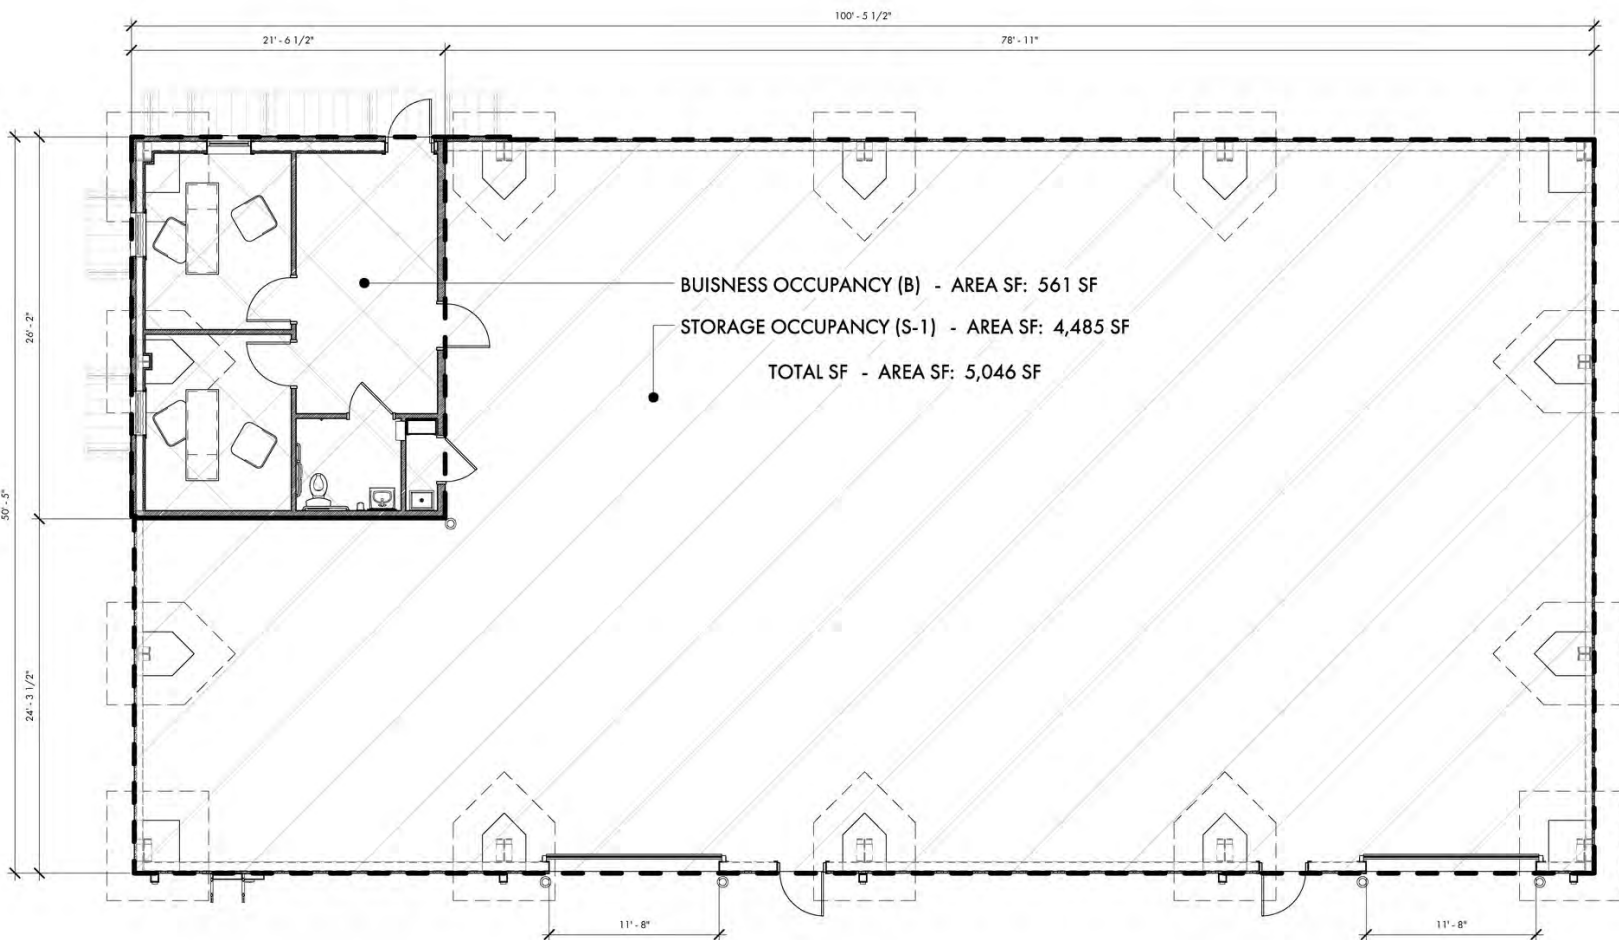 100' - 5 1/2"
21' - 6 1/2"
78' - 11"
BUISNESS OCCUPANCY (B) - AREA SF: 561 SF
26' - 2"
STORAGE OCCUPANCY (S-1) - AREA SF: 4,485 SF
TOTAL SF - AREA SF: 5,046 SF
50' - 5"
24' - 3 1/2"
11' - 8"
11' - 8"